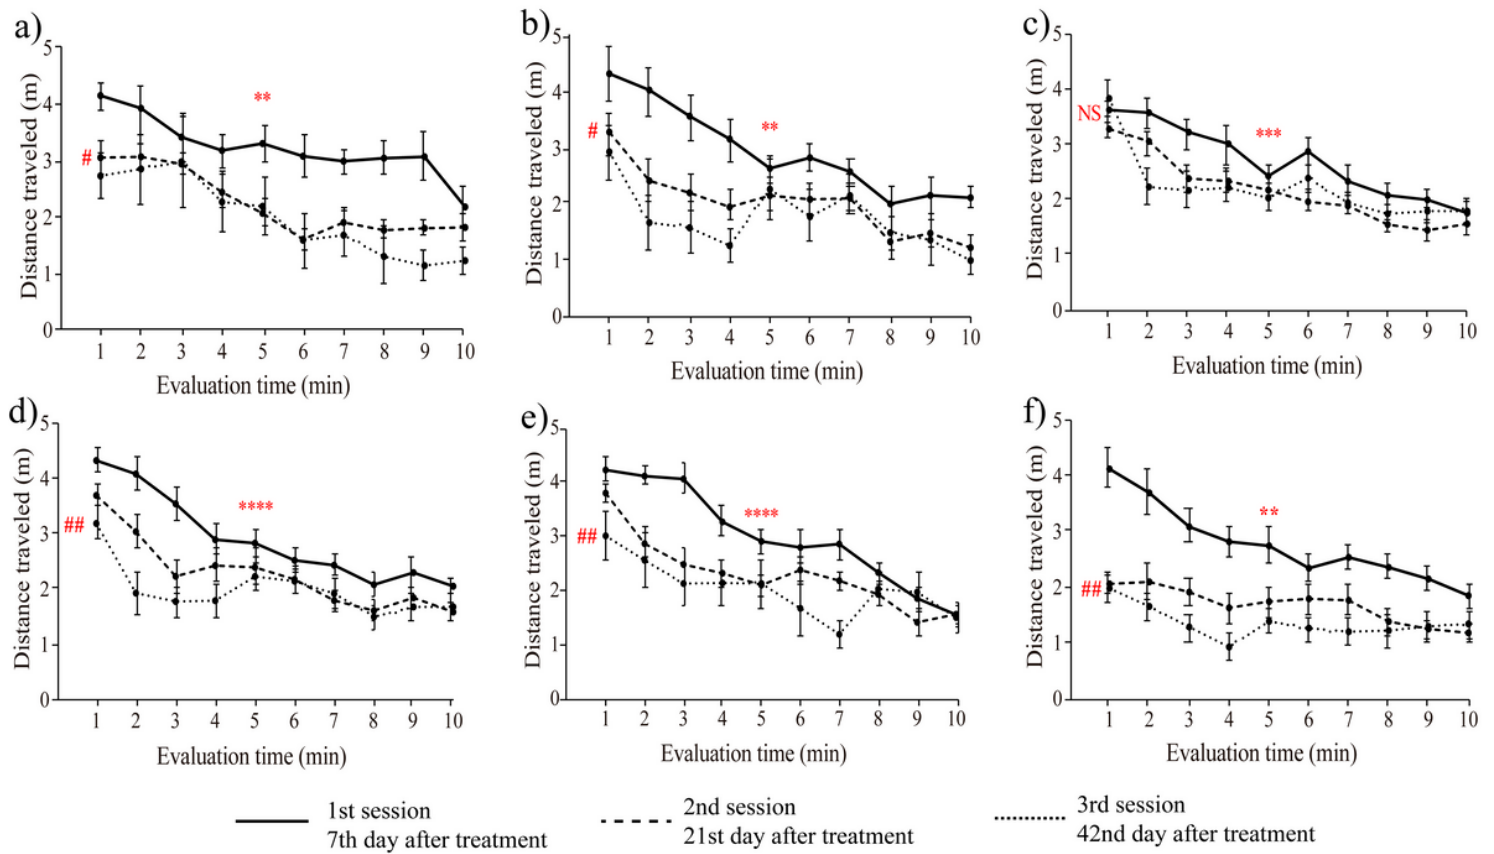 a)
5
4
3
2
1
0
Distance traveled (m)
**
#
1 2 3 4 5 6 7 8 9 10
Evaluation time (min)
b)
5
4
3
2
1
0
Distance traveled (m)
**
#
1 2 3 4 5 6 7 8 9 10
Evaluation time (min)
c)
5
4
3
2
1
0
Distance traveled (m)
***
NS
1 2 3 4 5 6 7 8 9 10
Evaluation time (min)
d)
5
4
3
2
1
0
Distance traveled (m)
****
##
1 2 3 4 5 6 7 8 9 10
Evaluation time (min)
e)
5
4
3
2
1
0
Distance traveled (m)
****
##
1 2 3 4 5 6 7 8 9 10
Evaluation time (min)
f)
5
4
3
2
1
0
Distance traveled (m)
**
##
1 2 3 4 5 6 7 8 9 10
Evaluation time (min)
1st session
7th day after treatment
2nd session
21st day after treatment
3rd session
42nd day after treatment